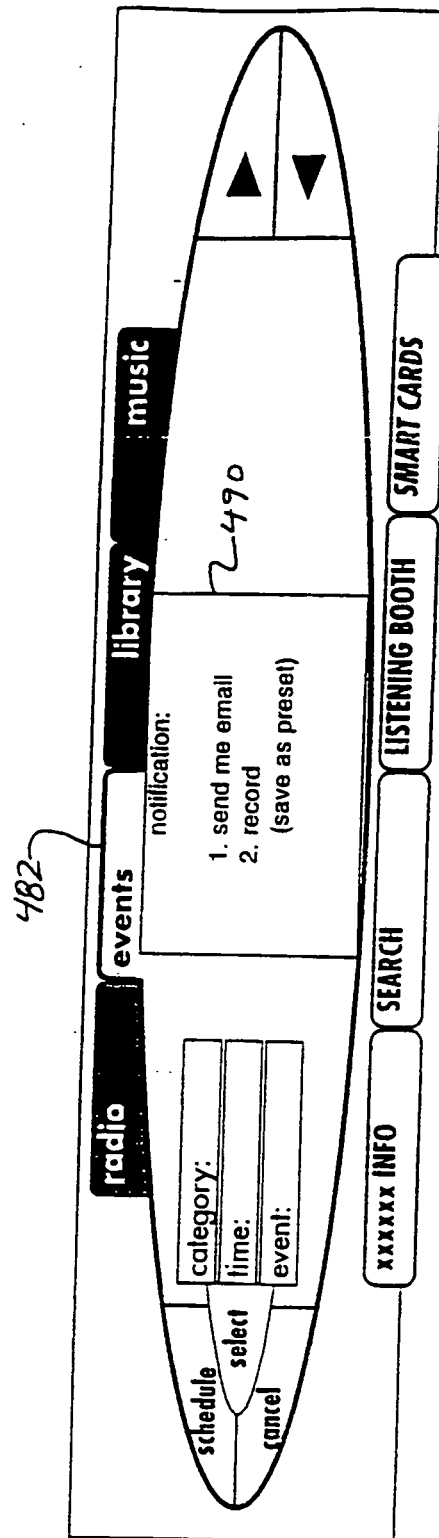 482
radio
events
library
music
schedule
select
cancel
category:
time:
event:
notification:
1. send me email
2. record
(save as preset)
490
xxxxxx INFO
SEARCH
LISTENING BOOTH
SMART CARDS